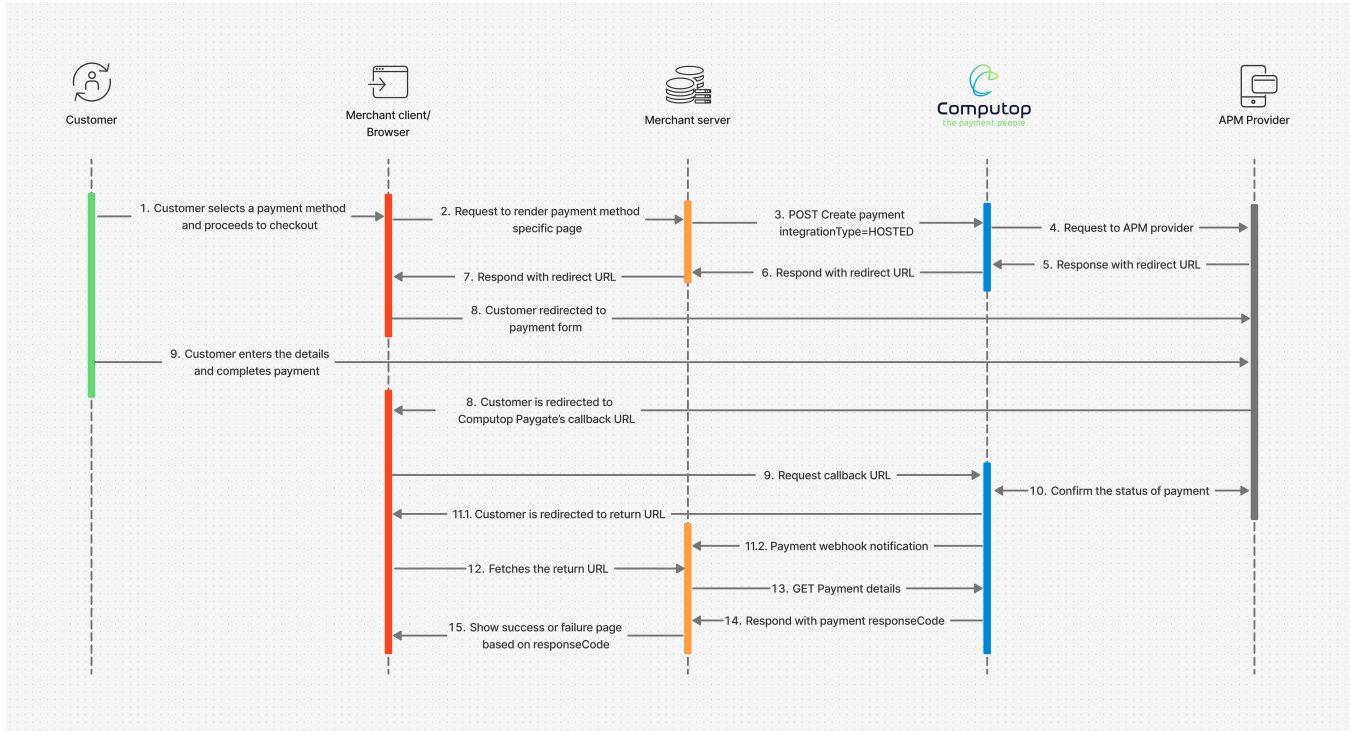 Customer
Merchant client/
Browser
Merchant server
Computop
the payment people
APM Provider
1. Customer selects a payment method
and proceeds to checkout
2. Request to render payment method
specific page
3. POST Create payment
integrationType=HOSTED
4. Request to APM provider
5. Response with redirect URL
6. Respond with redirect URL
7. Respond with redirect URL
8. Customer redirected to
payment form
9. Customer enters the details
and completes payment
8. Customer is redirected to
Computop Paygate's callback URL
9. Request callback URL
10. Confirm the status of payment
11.1. Customer is redirected to return URL
11.2. Payment webhook notification
12. Fetches the return URL
13. GET Payment details
14. Respond with payment responseCode
15. Show success or failure page
based on responseCode